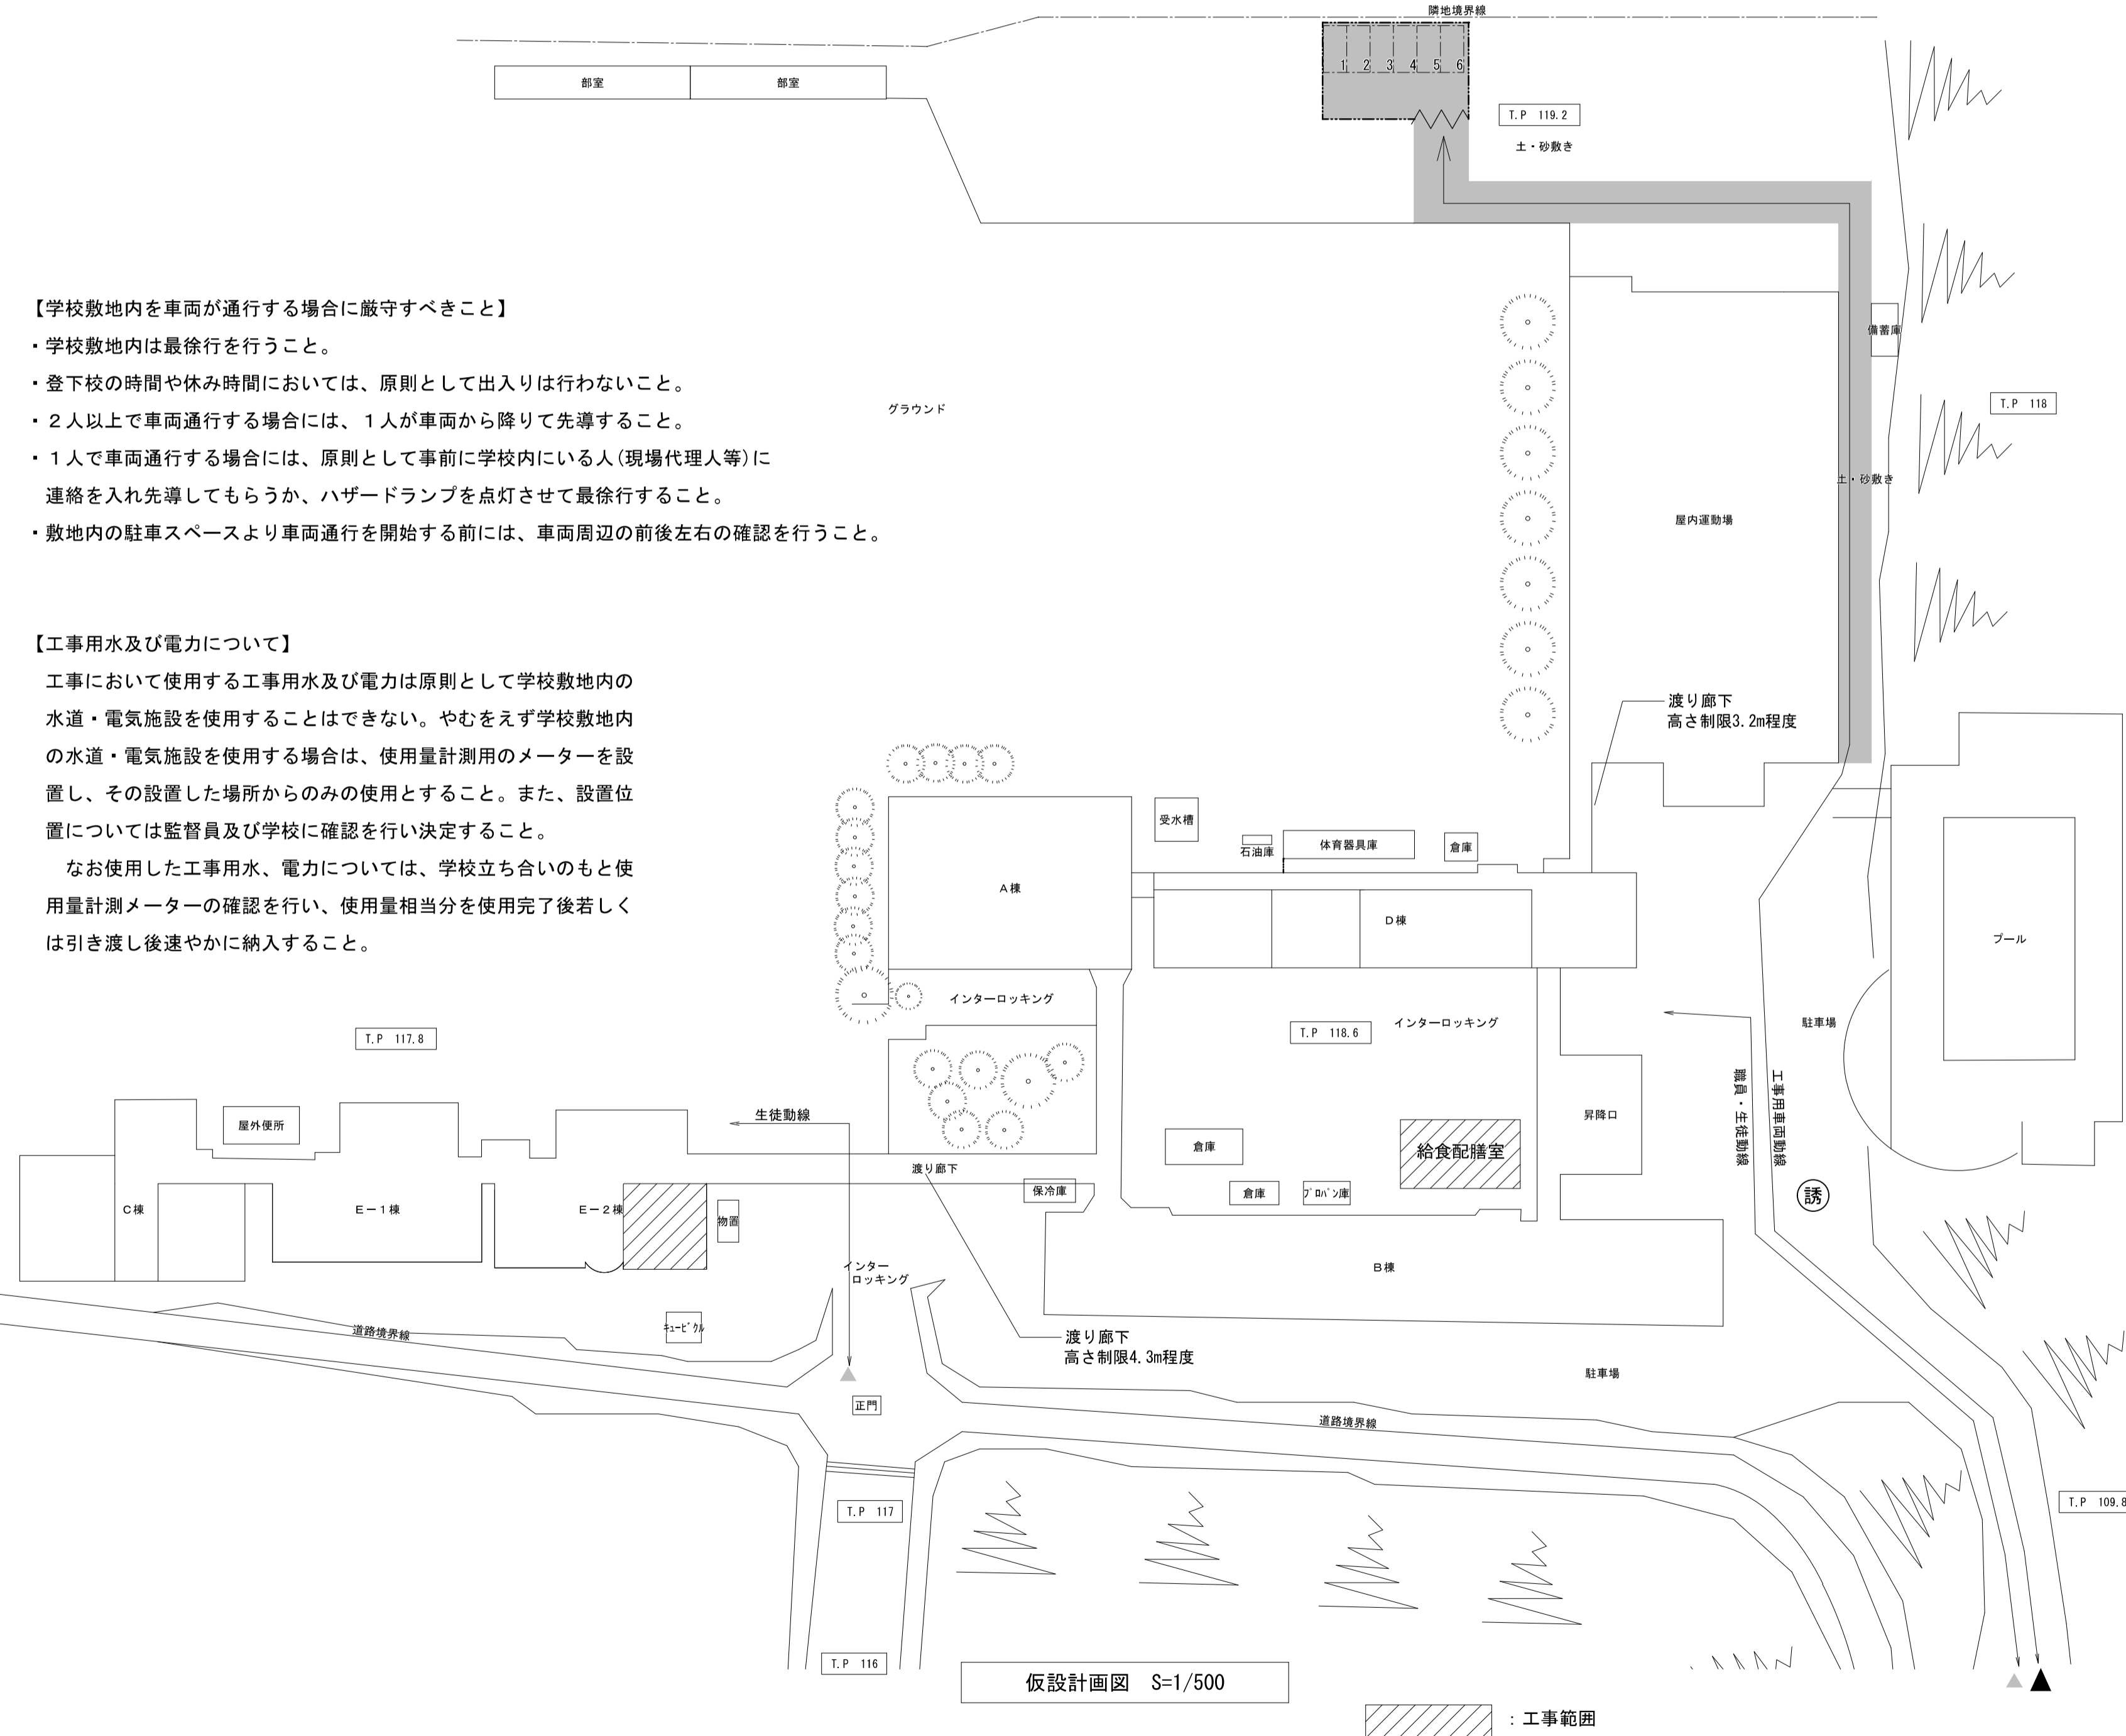 隣地境界線
部室
部室
1 2 3 4 5 6
T.P 119.2
土・砂敷き
【学校敷地内を車両が通行する場合に厳守すべきこと】
・学校敷地内は最徐行を行うこと。
・登下校の時間や休み時間においては、原則として出入りは行わないこと。
・２人以上で車両通行する場合には、１人が車両から降りて先導すること。
・１人で車両通行する場合には、原則として事前に学校内にいる人(現場代理人等)に
連絡を入れ先導してもらうか、ハザードランプを点灯させて最徐行すること。
・敷地内の駐車スペースより車両通行を開始する前には、車両周辺の前後左右の確認を行うこと。
グラウンド
備蓄庫
T.P 118
土・砂敷き
屋内運動場
【工事用水及び電力について】
工事において使用する工事用水及び電力は原則として学校敷地内の
水道・電気施設を使用することはできない。やむをえず学校敷地内
の水道・電気施設を使用する場合は、使用量計測用のメーターを設
置し、その設置した場所からのみの使用とすること。また、設置位
置については監督員及び学校に確認を行い決定すること。
なお使用した工事用水、電力については、学校立ち合いのもと使
用量計測メーターの確認を行い、使用量相当分を使用完了後若しく
は引き渡し後速やかに納入すること。
渡り廊下
高さ制限3.2m程度
受水槽
石油庫
体育器具庫
倉庫
Ａ棟
Ｄ棟
プール
インターロッキング
T.P 118.6
インターロッキング
駐車場
T.P 117.8
職員・生徒動線
工事用車両動線
屋外便所
生徒動線
昇降口
倉庫
給食配膳室
渡り廊下
保冷庫
倉庫
ﾌﾟﾛﾊﾟﾝ庫
誘
Ｃ棟
Ｅ－１棟
Ｅ－２棟
物置
インター
ロッキング
Ｂ棟
キュービクル
道路境界線
渡り廊下
高さ制限4.3m程度
駐車場
正門
道路境界線
T.P 117
T.P 109.8
T.P 116
仮設計画図 S=1/500
：工事範囲